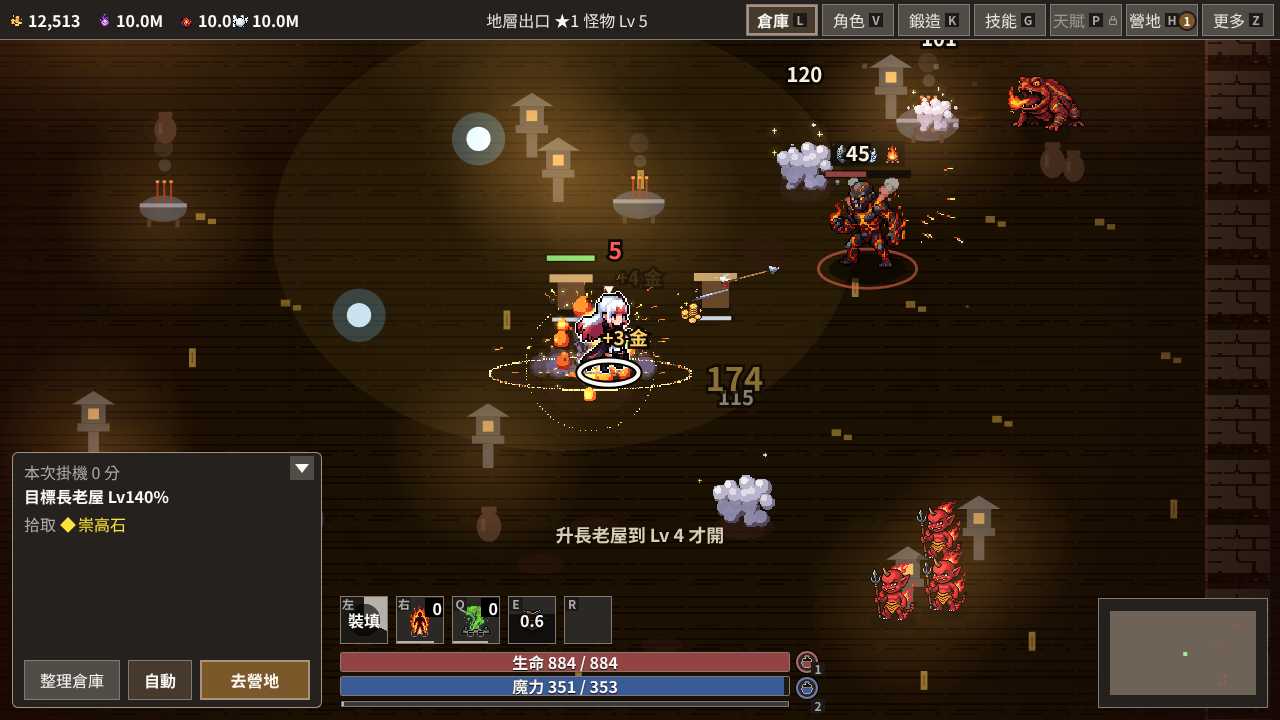 12,513 10.0M 10.0 10.0M
地層出口 ★1 怪物 Lv 5
倉庫 L 角色 V 鍛造 K 技能 G 天賦 P 營地 H 1 更多 Z
101
120
45
5
+4 金
+3 金
174
115
本次掛機 0 分
目標長老屋 Lv140%
拾取 ◆崇高石
整理倉庫 自動 去營地
升長老屋到 Lv 4 才開
左 裝填 右 0 Q 0 E 0.6 R
生命 884 / 884 1
魔力 351 / 353
2